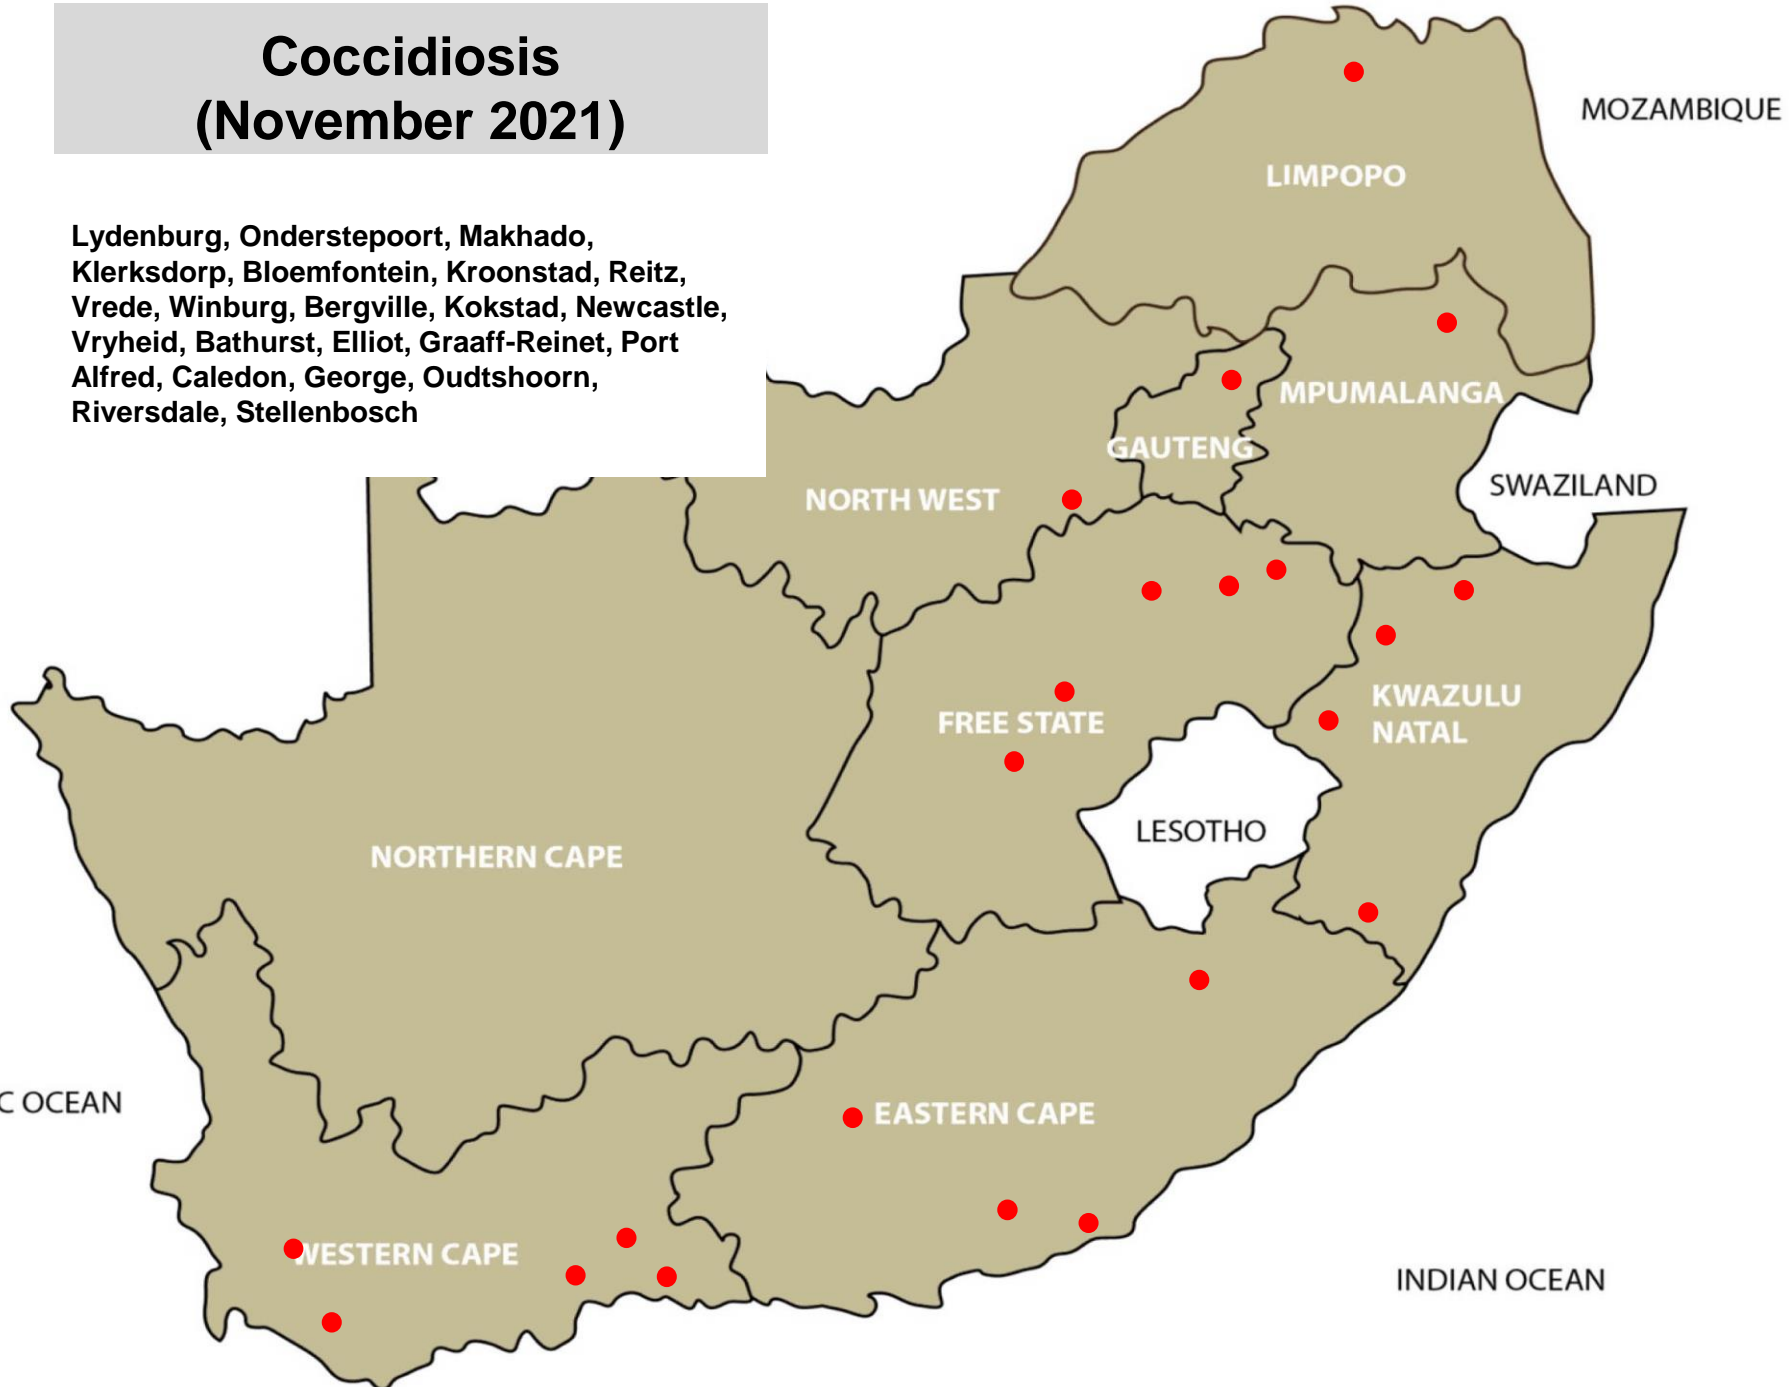 Coccidiosis
(November 2021)
Lydenburg, Onderstepoort, Makhado,
Klerksdorp, Bloemfontein, Kroonstad, Reitz,
Vrede, Winburg, Bergville, Kokstad, Newcastle,
Vryheid, Bathurst, Elliot, Graaff-Reinet, Port
Alfred, Caledon, George, Oudtshoorn,
Riversdale, Stellenbosch
MOZAMBIQUE
LIMPOPO
MPUMALANGA
GAUTENG
SWAZILAND
NORTH WEST
KWAZULU
NATAL
FREE STATE
LESOTHO
NORTHERN CAPE
C OCEAN
EASTERN CAPE
WESTERN CAPE
INDIAN OCEAN